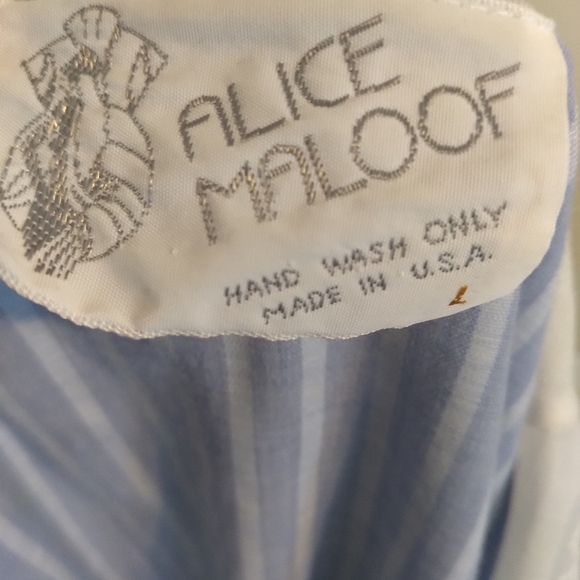 ALICE
MALOOF
HAND WASH ONLY
MADE IN U.S.A.
L